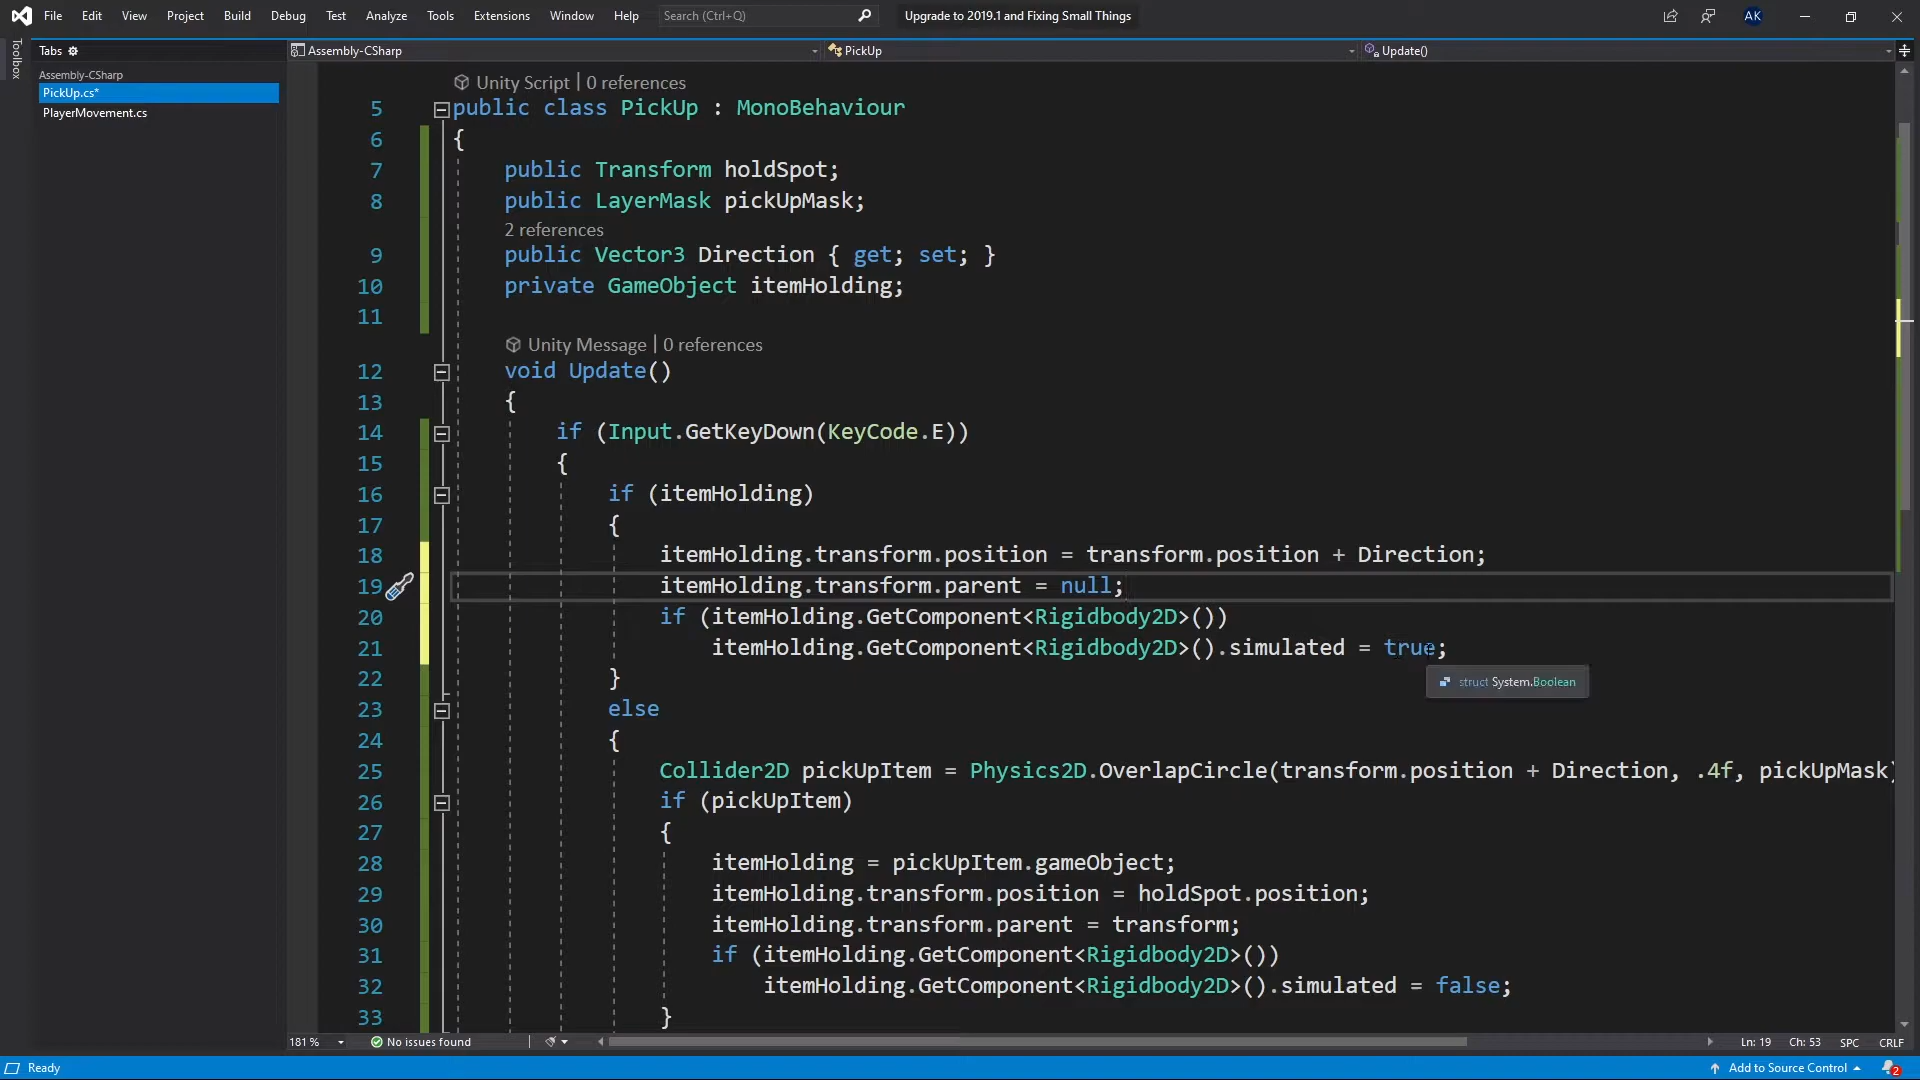 File Edit View Project Build Debug Test Analyze Tools Extensions Window Help Search (Ctrl+Q) Upgrade to 2019.1 and Fixing Small Things AK
Toolbox
Tabs
Assembly-CSharp
PickUp.cs*
PlayerMovement.cs
Assembly-CSharp PickUp Update()
Unity Script | 0 references
5 public class PickUp : MonoBehaviour
6 {
7 public Transform holdSpot;
8 public LayerMask pickUpMask;
2 references
9 public Vector3 Direction { get; set; }
10 private GameObject itemHolding;
11
Unity Message | 0 references
12 void Update()
13 {
14 if (Input.GetKeyDown(KeyCode.E))
15 {
16 if (itemHolding)
17 {
18 itemHolding.transform.position = transform.position + Direction;
19 itemHolding.transform.parent = null;
20 if (itemHolding.GetComponent<Rigidbody2D>())
21 itemHolding.GetComponent<Rigidbody2D>().simulated = true;
struct System.Boolean
22 }
23 else
24 {
25 Collider2D pickUpItem = Physics2D.OverlapCircle(transform.position + Direction, .4f, pickUpMask)
26 if (pickUpItem)
27 {
28 itemHolding = pickUpItem.gameObject;
29 itemHolding.transform.position = holdSpot.position;
30 itemHolding.transform.parent = transform;
31 if (itemHolding.GetComponent<Rigidbody2D>())
32 itemHolding.GetComponent<Rigidbody2D>().simulated = false;
33 }
181 % No issues found Ln: 19 Ch: 53 SPC CRLF
Ready Add to Source Control 2